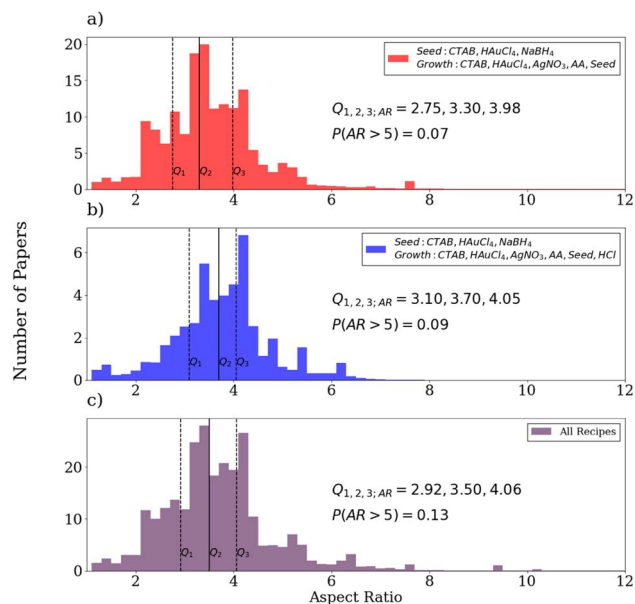 a)
20
15
10
5
0
Seed : CTAB, HAuCl₄, NaBH₄
Growth : CTAB, HAuCl₄, AgNO₃, AA, Seed
Q₁,₂,₃;AR = 2.75, 3.30, 3.98
P(AR > 5) = 0.07
Q₁ Q₂ Q₃
2 4 6 8 10 12
b)
6
4
2
0
Seed : CTAB, HAuCl₄, NaBH₄
Growth : CTAB, HAuCl₄, AgNO₃, AA, Seed, HCl
Q₁,₂,₃;AR = 3.10, 3.70, 4.05
P(AR > 5) = 0.09
Q₁ Q₂ Q₃
2 4 6 8 10 12
Number of Papers
c)
20
10
0
All Recipes
Q₁,₂,₃;AR = 2.92, 3.50, 4.06
P(AR > 5) = 0.13
Q₁ Q₂ Q₃
2 4 6 8 10 12
Aspect Ratio